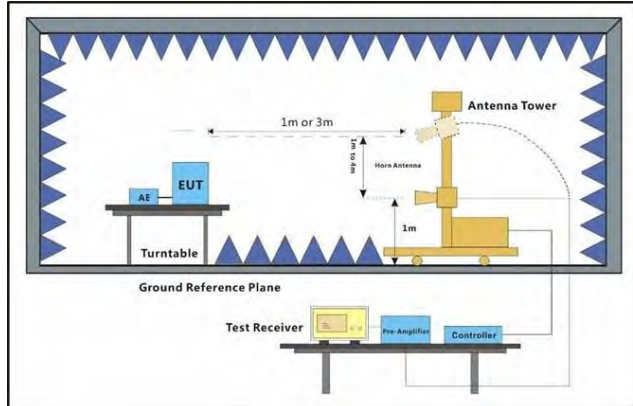 Antenna Tower
1m or 3m
1m to 4m
Horn Antenna
EUT
AE
1m
Turntable
Ground Reference Plane
Test Receiver
Pre-Amplifier
Controller